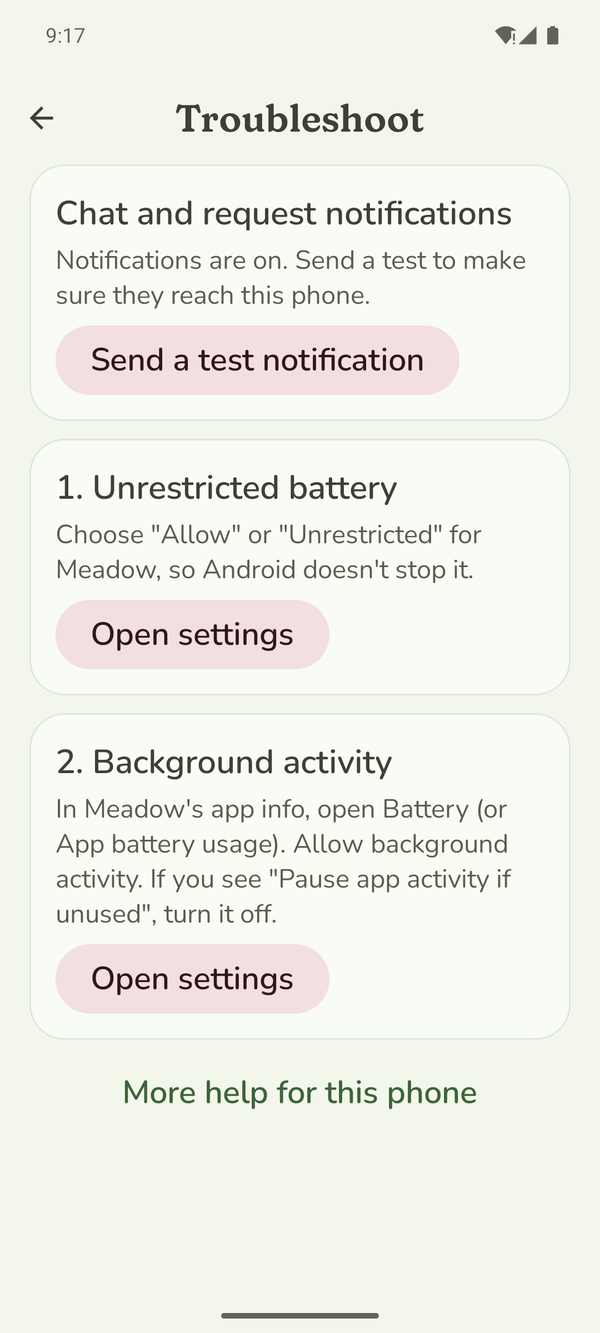 9:17
Troubleshoot
Chat and request notifications
Notifications are on. Send a test to make
sure they reach this phone.
Send a test notification
1. Unrestricted battery
Choose "Allow" or "Unrestricted" for
Meadow, so Android doesn't stop it.
Open settings
2. Background activity
In Meadow's app info, open Battery (or
App battery usage). Allow background
activity. If you see "Pause app activity if
unused", turn it off.
Open settings
More help for this phone